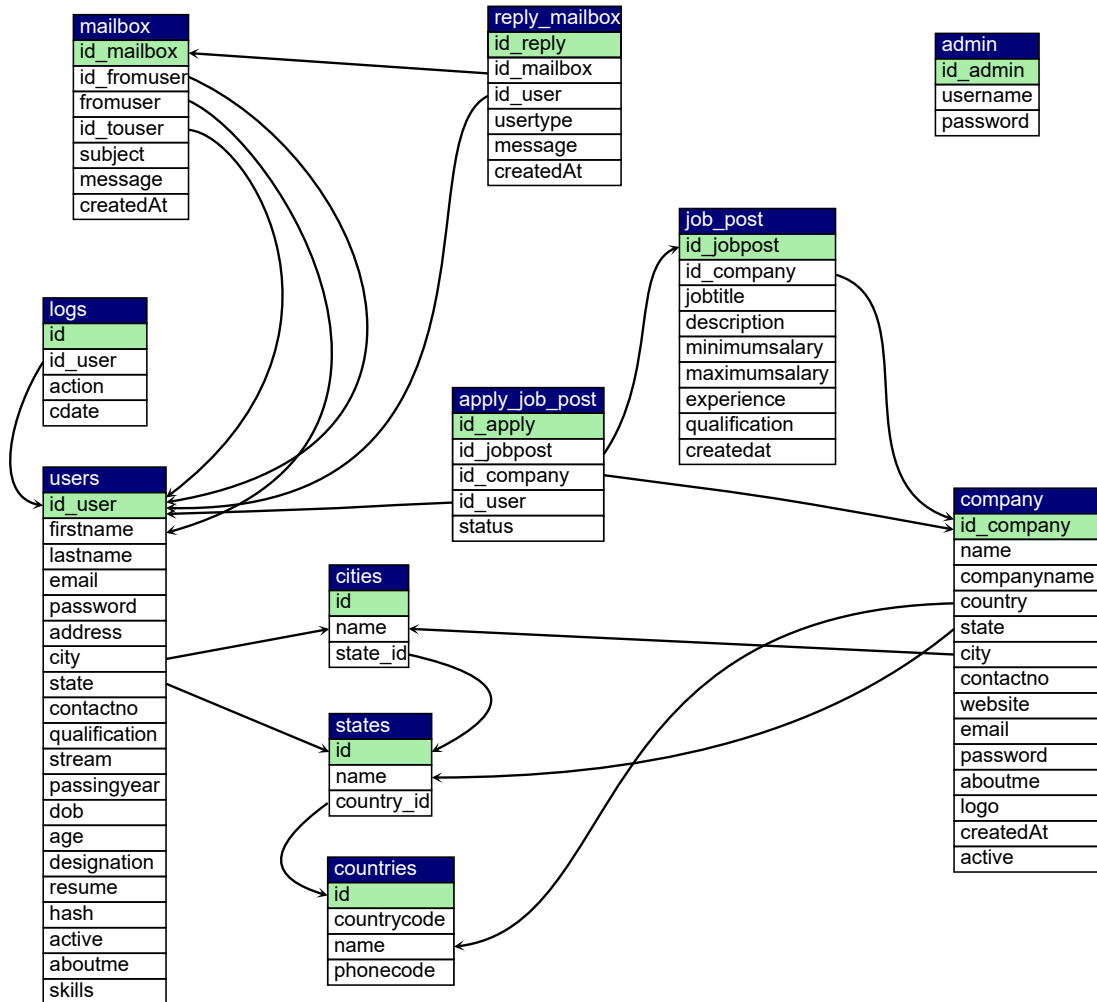 mailbox
id_mailbox
id_fromuser
fromuser
id_touser
subject
message
createdAt
reply_mailbox
id_reply
id_mailbox
id_user
usertype
message
createdAt
admin
id_admin
username
password
job_post
id_jobpost
id_company
jobtitle
description
minimumsalary
maximumsalary
experience
qualification
createdat
logs
id
id_user
action
cdate
apply_job_post
id_apply
id_jobpost
id_company
id_user
status
users
id_user
firstname
lastname
email
password
address
city
state
contactno
qualification
stream
passingyear
dob
age
designation
resume
hash
active
aboutme
skills
company
id_company
name
companyname
country
state
city
contactno
website
email
password
aboutme
logo
createdAt
active
cities
id
name
state_id
states
id
name
country_id
countries
id
countrycode
name
phonecode